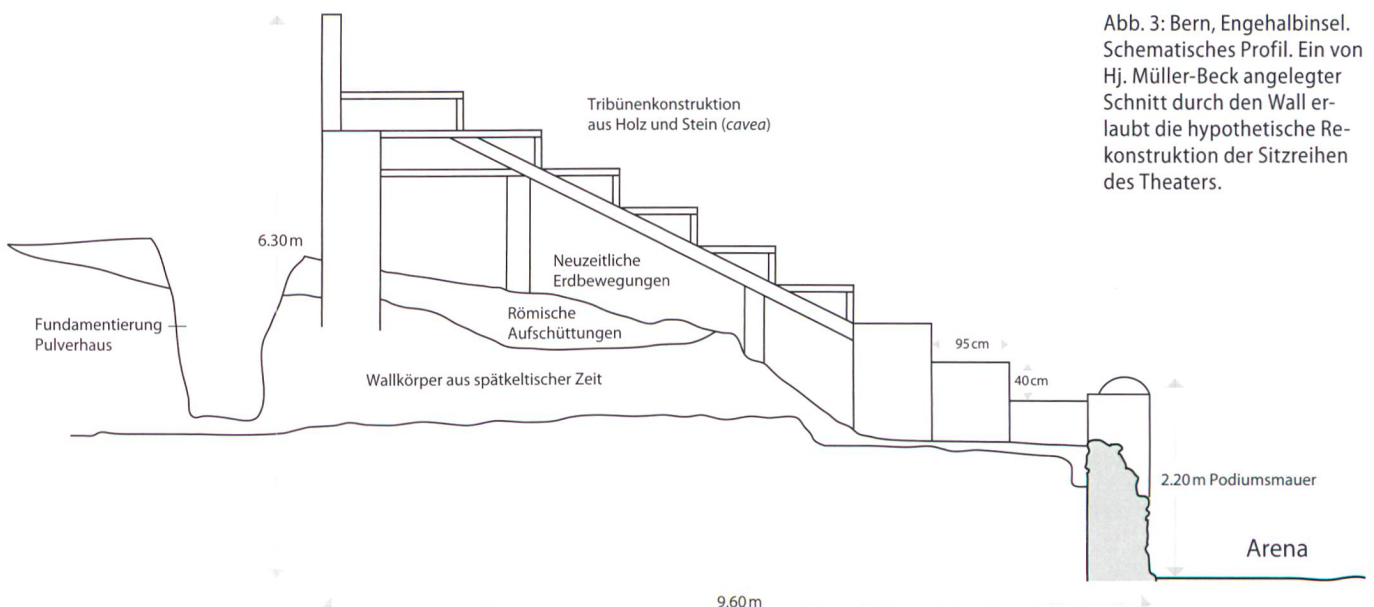 Abb. 3: Bern, Engehalbinsel.
Schematisches Profil. Ein von
Hj. Müller-Beck angelegter
Schnitt durch den Wall er-
laubt die hypothetische Re-
konstruktion der Sitzreihen
des Theaters.
Tribünenkonstruktion
aus Holz und Stein (cavea)
6.30 m
Neuzeitliche
Erdbewegungen
Römische
Aufschüttungen
Fundamentierung
Pulverhaus
Wallkörper aus spätkeltischer Zeit
95 cm
40 cm
2.20 m Podiumsmauer
Arena
9.60 m